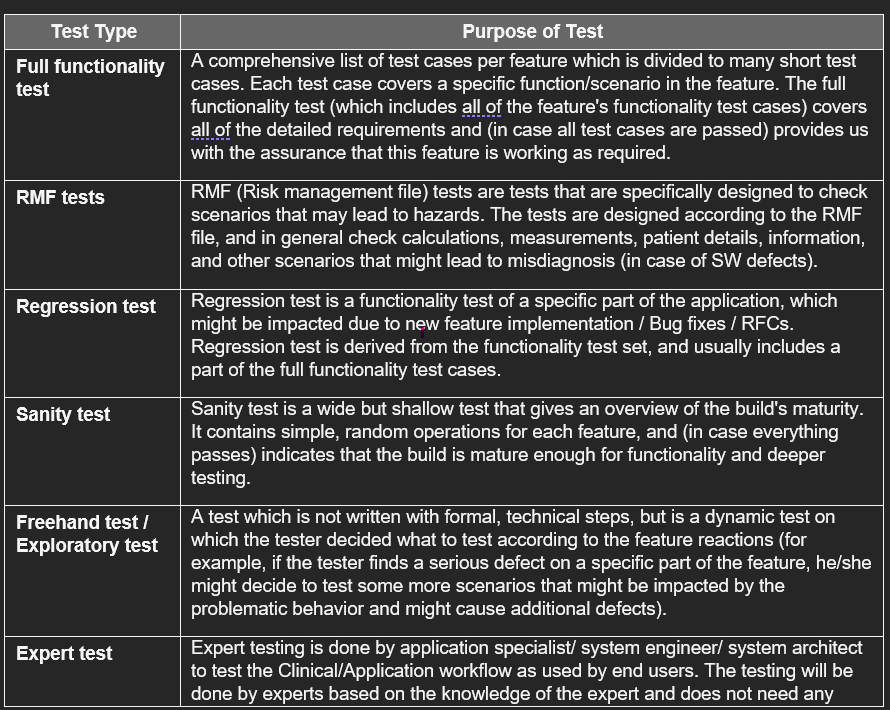 Test Type
Purpose of Test
Full functionality
test
A comprehensive list of test cases per feature which is divided to many short test
cases. Each test case covers a specific function/scenario in the feature. The full
functionality test (which includes all of the feature's functionality test cases) covers
all of the detailed requirements and (in case all test cases are passed) provides us
with the assurance that this feature is working as required.
RMF tests
RMF (Risk management file) tests are tests that are specifically designed to check
scenarios that may lead to hazards. The tests are designed according to the RMF
file, and in general check calculations, measurements, patient details, information,
and other scenarios that might lead to misdiagnosis (in case of SW defects).
Regression test
Regression test is a functionality test of a specific part of the application, which
might be impacted due to new feature implementation / Bug fixes / RFCs.
Regression test is derived from the functionality test set, and usually includes a
part of the full functionality test cases.
Sanity test
Sanity test is a wide but shallow test that gives an overview of the build's maturity.
It contains simple, random operations for each feature, and (in case everything
passes) indicates that the build is mature enough for functionality and deeper
testing.
Freehand test /
Exploratory test
A test which is not written with formal, technical steps, but is a dynamic test on
which the tester decided what to test according to the feature reactions (for
example, if the tester finds a serious defect on a specific part of the feature, he/she
might decide to test some more scenarios that might be impacted by the
problematic behavior and might cause additional defects).
Expert test
Expert testing is done by application specialist/ system engineer/ system architect
to test the Clinical/Application workflow as used by end users. The testing will be
done by experts based on the knowledge of the expert and does not need any